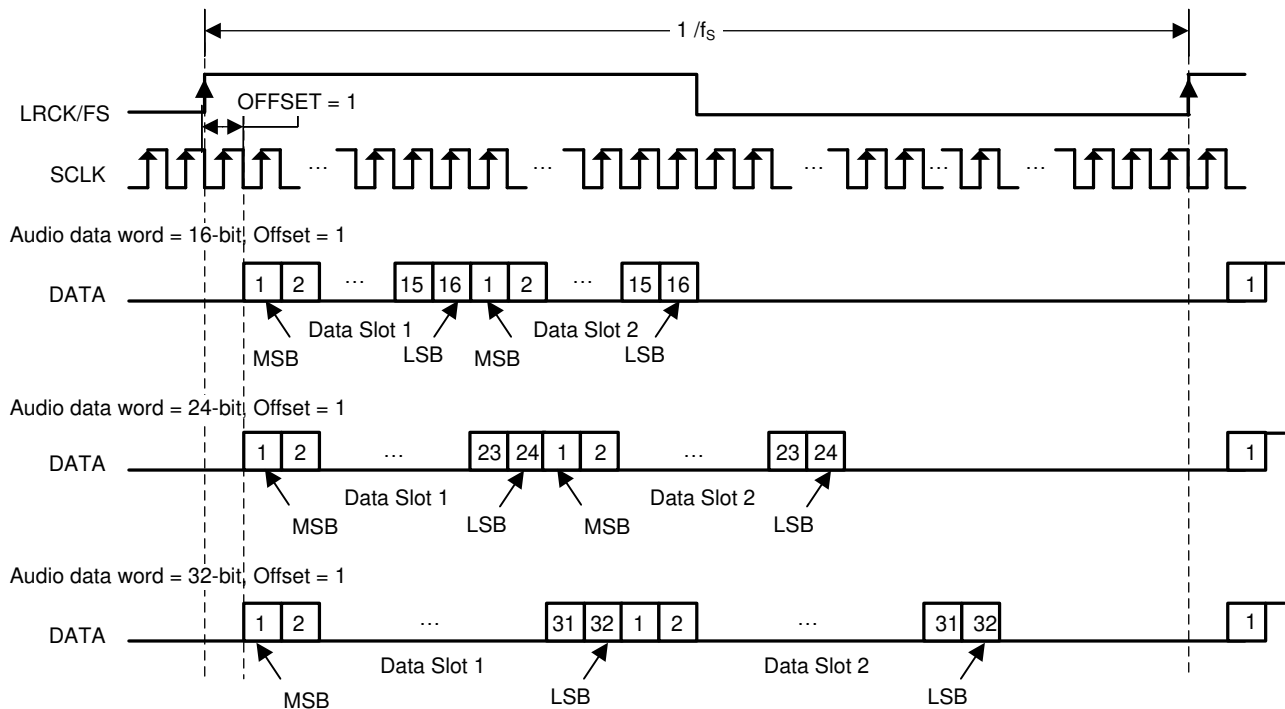 1 /fS
LRCK/FS
OFFSET = 1
SCLK
... ... ... ... ...
Audio data word = 16-bit, Offset = 1
DATA
1 2 ... 15 16 1 2 ... 15 16 1
Data Slot 1 Data Slot 2
MSB LSB MSB LSB
Audio data word = 24-bit, Offset = 1
DATA
1 2 ... 23 24 1 2 ... 23 24 1
Data Slot 1 Data Slot 2
MSB LSB MSB LSB
Audio data word = 32-bit, Offset = 1
DATA
1 2 ... 31 32 1 2 ... 31 32 1
Data Slot 1 Data Slot 2
MSB LSB LSB